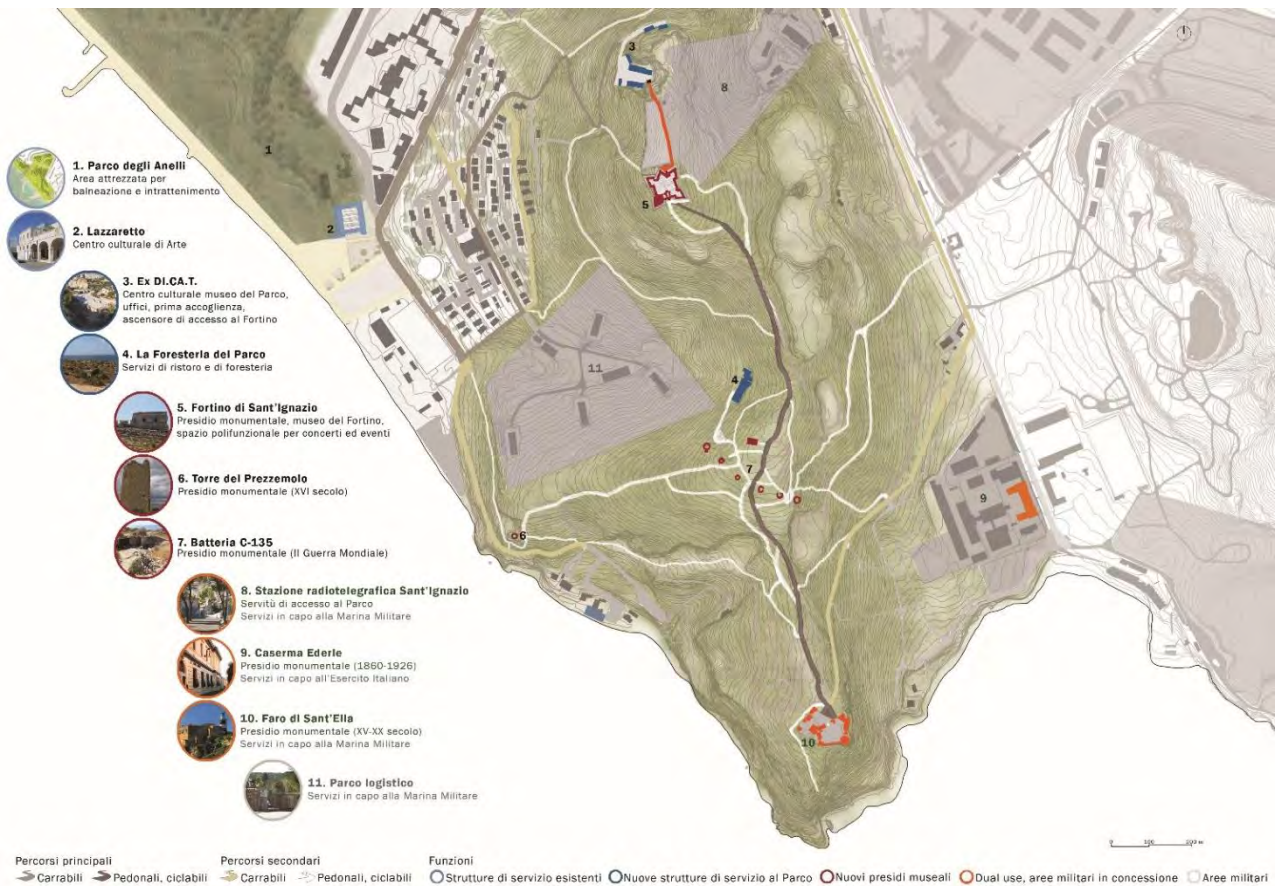 1. Parco degli Anelli
Area attrezzata per
balneazione e intrattenimento
2. Lazzaretto
Centro culturale di Arte
3. Ex DI.CA.T.
Centro culturale museo del Parco,
uffici, prima accoglienza,
ascensore di accesso al Fortino
4. La Foresteria del Parco
Servizi di ristoro e di foresteria
5. Fortino di Sant'Ignazio
Presidio monumentale, museo del Fortino,
spazio polifunzionale per concerti ed eventi
6. Torre del Prezzemolo
Presidio monumentale (XVI secolo)
7. Batteria C-135
Presidio monumentale (II Guerra Mondiale)
8. Stazione radiotelegrafica Sant'Ignazio
Servitù di accesso al Parco
Servizi in capo alla Marina Militare
9. Caserma Ederle
Presidio monumentale (1860-1926)
Servizi in capo all'Esercito Italiano
10. Faro di Sant'Elia
Presidio monumentale (XV-XX secolo)
Servizi in capo alla Marina Militare
11. Parco logistico
Servizi in capo alla Marina Militare
3
8
1
5
2
11
4
7
9
6
10
0 100 200 m
Percorsi principali
Carrabili Pedonali, ciclabili
Percorsi secondari
Carrabili Pedonali, ciclabili
Funzioni
Strutture di servizio esistenti Nuove strutture di servizio al Parco Nuovi presidi museali Dual use, aree militari in concessione Aree militari